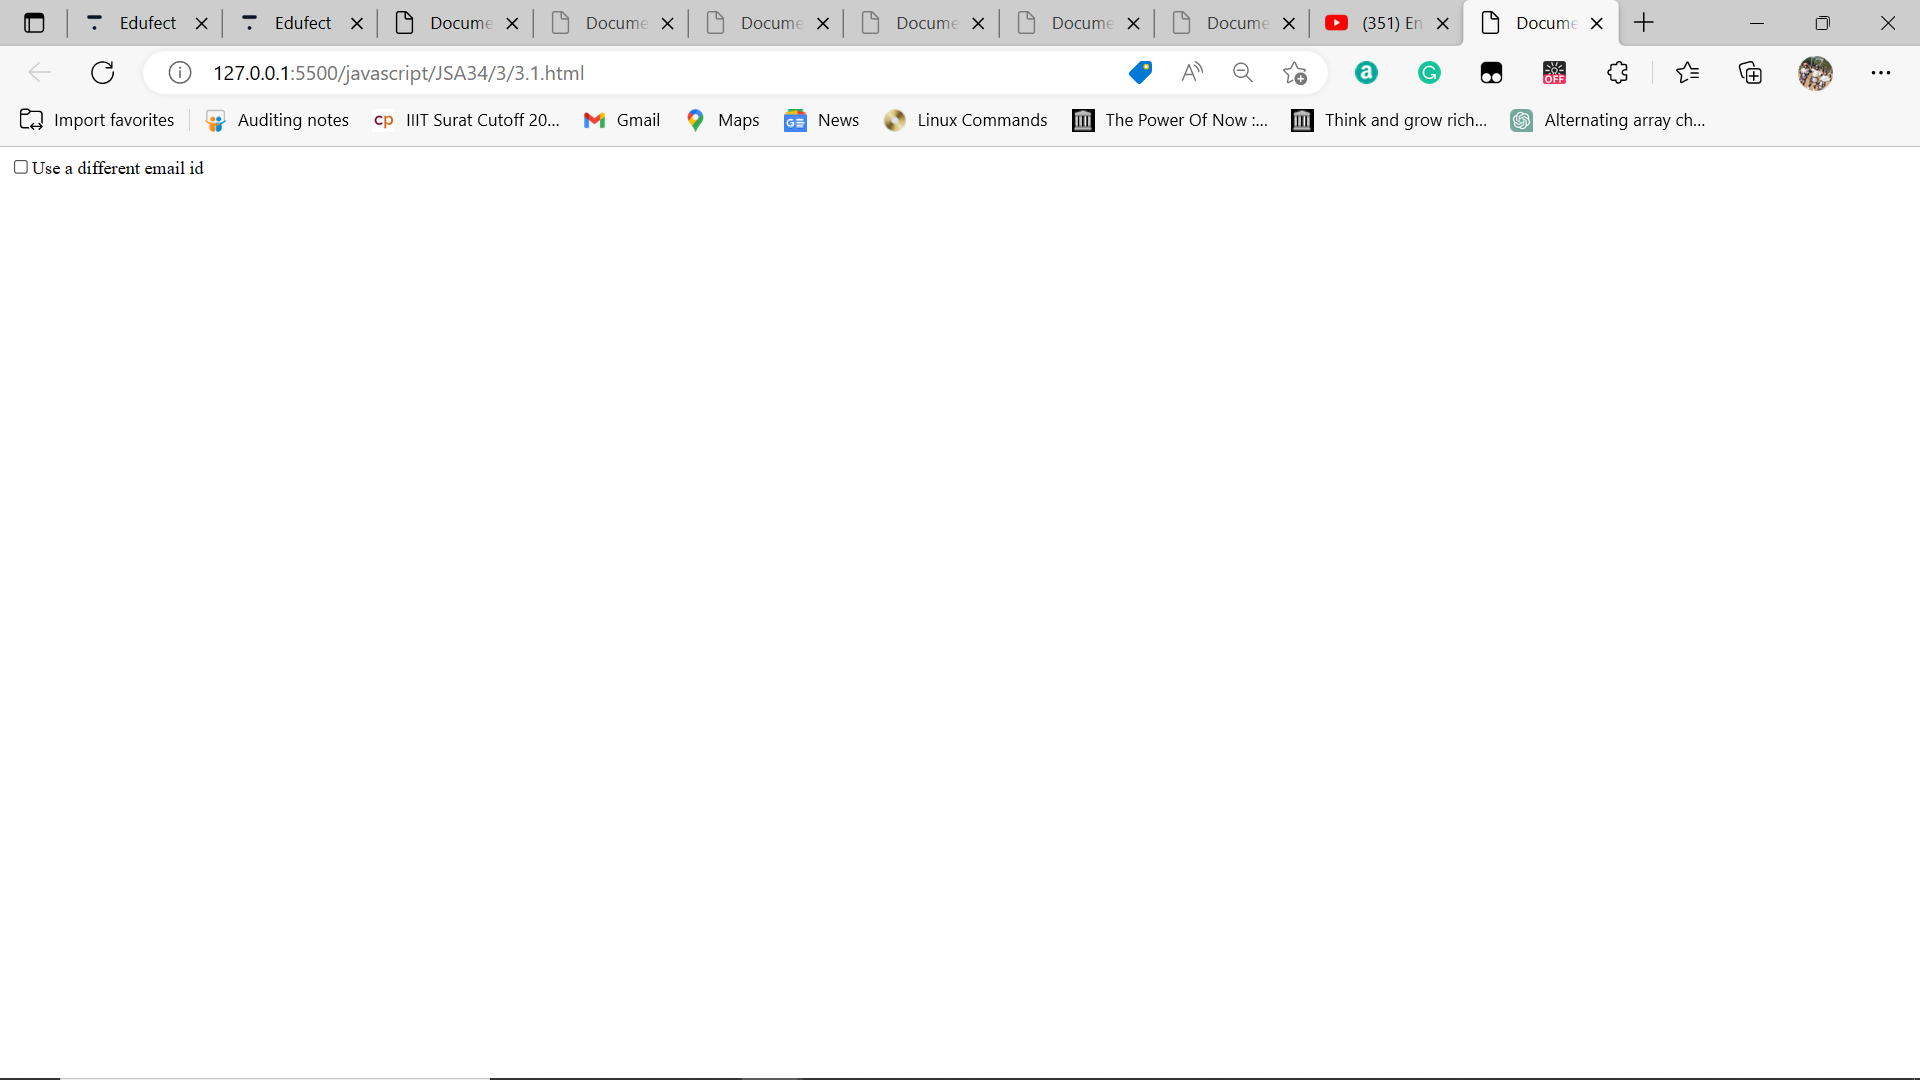 Edufect Edufect Docume Docume Docume Docume Docume Docume (351) En Docume
127.0.0.1:5500/javascript/JSA34/3/3.1.html A a G OFF
Import favorites Auditing notes cp IIIT Surat Cutoff 20... Gmail Maps News Linux Commands The Power Of Now :... Think and grow rich... Alternating array ch...
Use a different email id